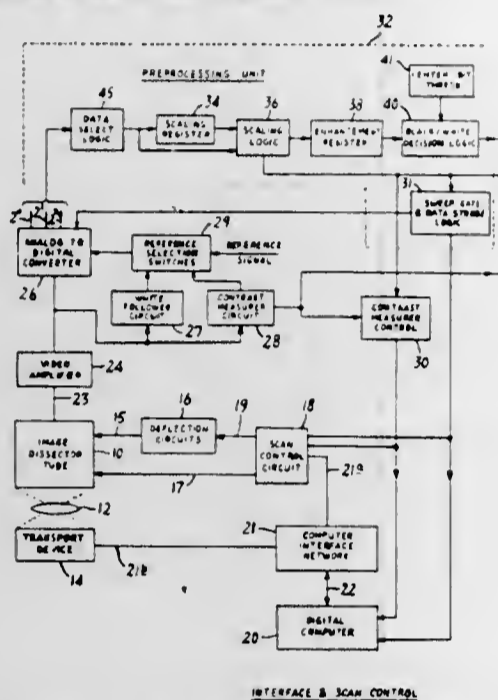 32
PREPROCESSING UNIT
41
45
34
36
38
40
DATA
SELECT
LOGIC
SCALING
REGISTER
SCALING
LOGIC
ENHANCEMENT
REGISTER
DECISION LOGIC
31
SWEEP GATE
& DATA STROBE
LOGIC
29
ANALOG TO
DIGITAL
CONVERTER
REFERENCE
SELECTION
SWITCHES
REFERENCE
SIGNAL
26
WHITE
FOLLOWER
CIRCUIT
27
CONTRAST
MEASURER
CIRCUIT
28
CONTRAST
MEASURER
CONTROL
30
24
VIDEO AMPLIFIER
23
16
15
DEFLECTION
CIRCUITS
19
18
IMAGE
DISSECTOR
TUBE
10
SCAN
CONTROL
CIRCUIT
17
12
21a
21
TRANSPORT
DEVICE
14
21b
COMPUTER
INTERFACE
NETWORK
22
20
DIGITAL
COMPUTER
INTERFACE & SCAN CONTROL